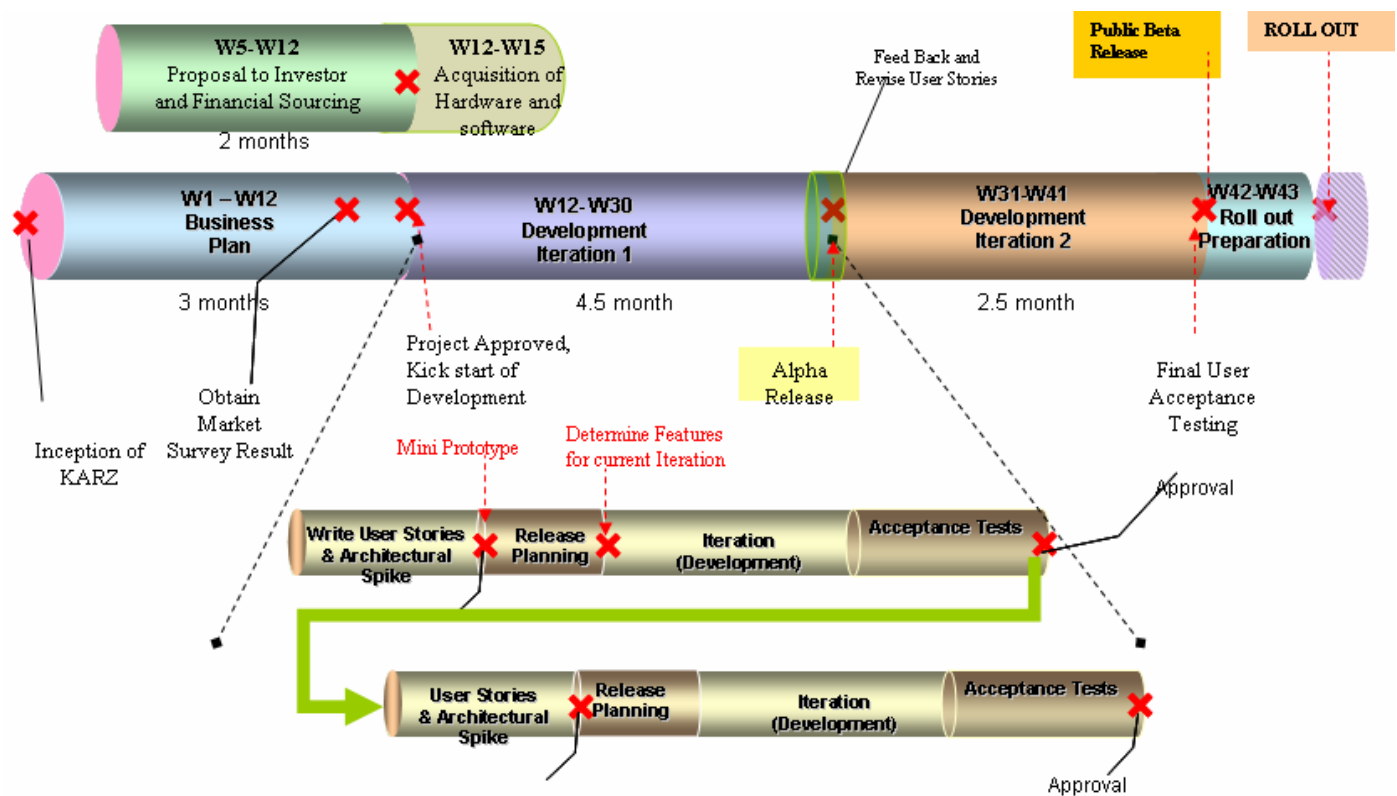 W5-W12
Proposal to Investor
and Financial Sourcing
2 months
W12-W15
Acquisition of
Hardware and
software
Feed Back and
Revise User Stories
Public Beta
Release
ROLL OUT
W1 – W12
Business
Plan
W12- W30
Development
Iteration 1
W31-W41
Development
Iteration 2
W42-W43
Roll out
Preparation
3 months
4.5 month
2.5 month
Inception of
KARZ
Obtain
Market
Survey Result
Project Approved,
Kick start of
Development
Alpha
Release
Final User
Acceptance
Testing
Mini Prototype
Determine Features
for current Iteration
Approval
Write User Stories
& Architectural
Spike
Release
Planning
Iteration
(Development)
Acceptance Tests
User Stories
& Architectural
Spike
Release
Planning
Iteration
(Development)
Acceptance Tests
Approval